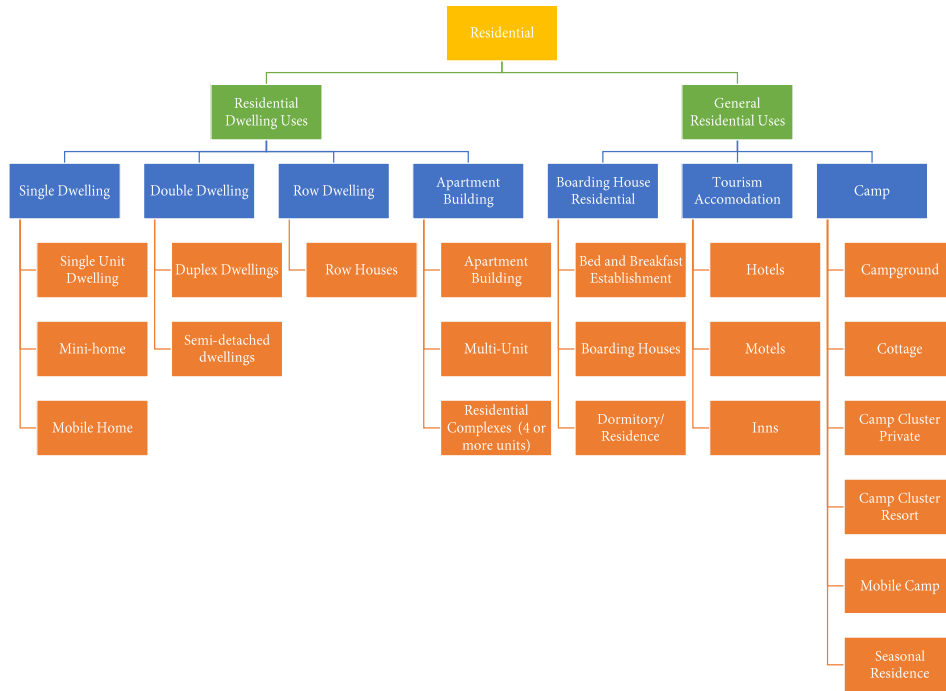 Residential
Residential
Dwelling Uses
General
Residential Uses
Single Dwelling
Double Dwelling
Row Dwelling
Apartment
Building
Boarding House
Residential
Tourism
Accomodation
Camp
Single Unit
Dwelling
Duplex Dwellings
Row Houses
Apartment
Building
Bed and Breakfast
Establishment
Hotels
Campground
Mini-home
Semi-detached
dwellings
Multi-Unit
Boarding Houses
Motels
Cottage
Mobile Home
Residential
Complexes (4 or
more units)
Dormitory/
Residence
Inns
Camp Cluster
Private
Camp Cluster
Resort
Mobile Camp
Seasonal
Residence